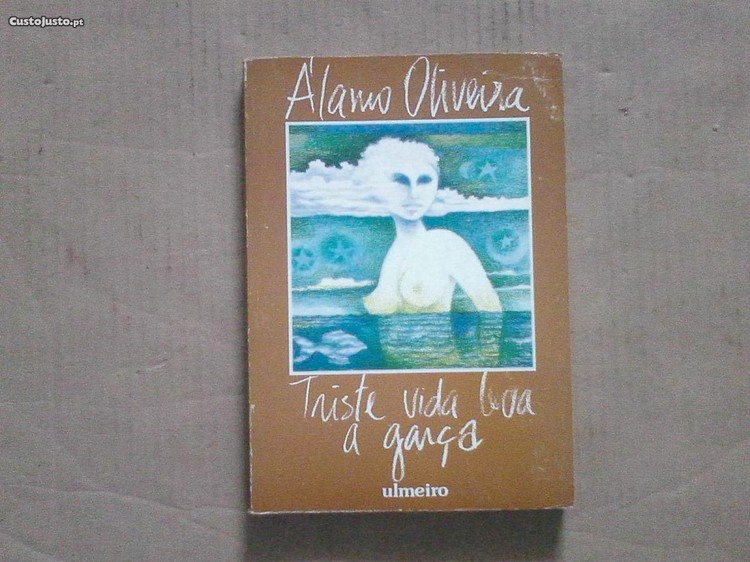 CustoJusto.pt
Álamo Oliveira
Triste vida leva
a garça
ulmeiro